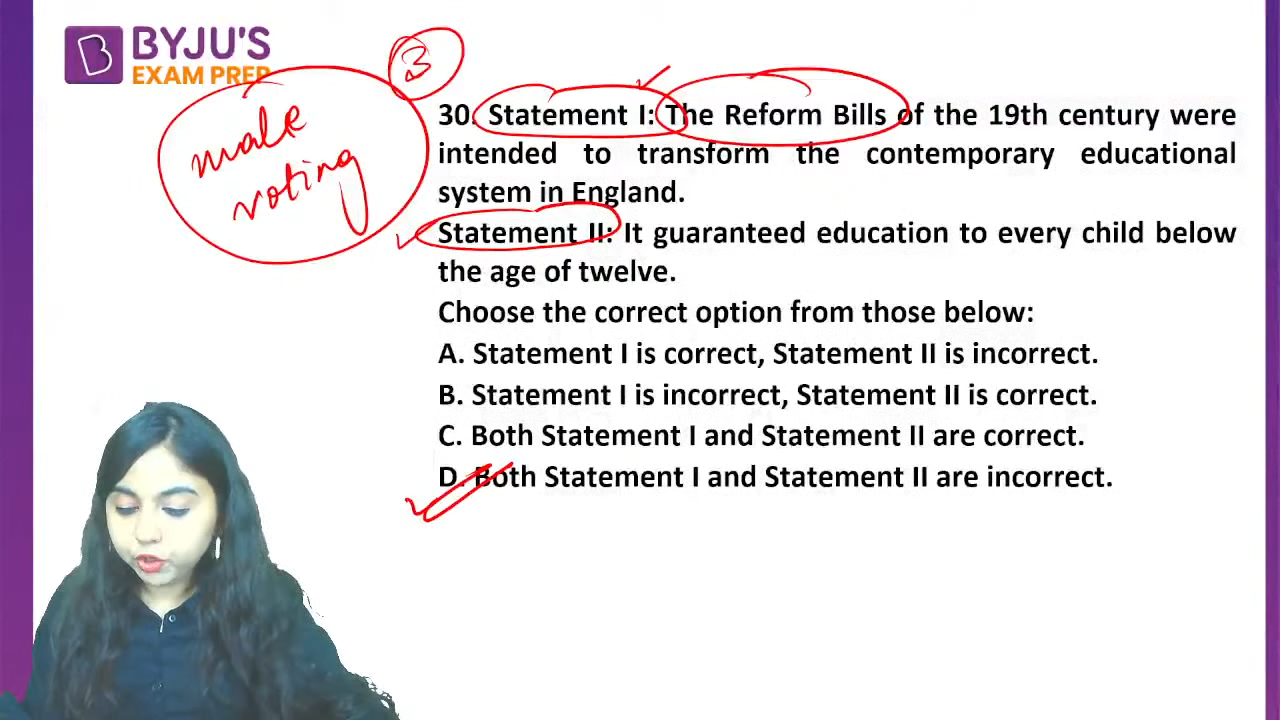 BYJU'S
EXAM PREP
3
male
voting
30. Statement I: The Reform Bills of the 19th century were
intended to transform the contemporary educational
system in England.
Statement II: It guaranteed education to every child below
the age of twelve.
Choose the correct option from those below:
A. Statement I is correct, Statement II is incorrect.
B. Statement I is incorrect, Statement II is correct.
C. Both Statement I and Statement II are correct.
D. Both Statement I and Statement II are incorrect.